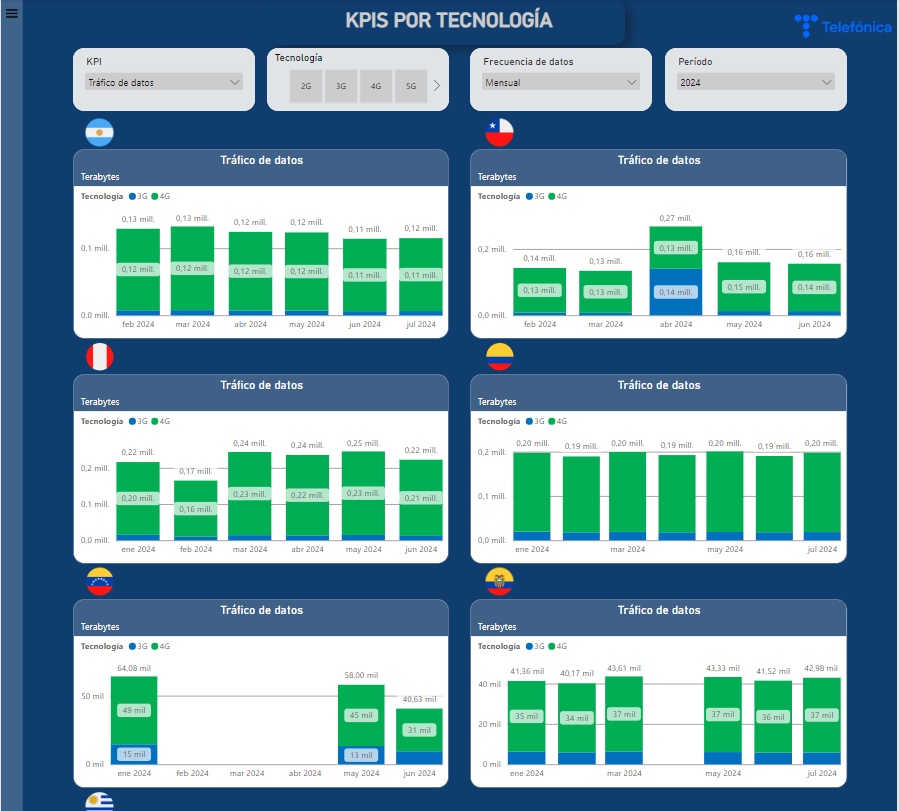 KPIS POR TECNOLOGÍA
Telefónica
KPI
Tráfico de datos
Tecnología
2G 3G 4G 5G
Frecuencia de datos
Mensual
Período
2024
Tráfico de datos
Terabytes
Tecnología 3G 4G
0,13 mill. 0,13 mill. 0,12 mill. 0,12 mill. 0,11 mill. 0,12 mill.
0,1 mill.
0,12 mill. 0,12 mill. 0,12 mill. 0,12 mill. 0,11 mill. 0,11 mill.
0,0 mill.
feb 2024 mar 2024 abr 2024 may 2024 jun 2024 jul 2024
Tráfico de datos
Terabytes
Tecnología 3G 4G
0,14 mill. 0,13 mill. 0,27 mill. 0,16 mill. 0,16 mill.
0,2 mill.
0,13 mill. 0,13 mill. 0,13 mill. 0,15 mill. 0,14 mill.
0,14 mill.
0,0 mill.
feb 2024 mar 2024 abr 2024 may 2024 jun 2024
Tráfico de datos
Terabytes
Tecnología 3G 4G
0,22 mill. 0,17 mill. 0,24 mill. 0,24 mill. 0,25 mill. 0,22 mill.
0,2 mill.
0,20 mill. 0,16 mill. 0,23 mill. 0,22 mill. 0,23 mill. 0,21 mill.
0,1 mill.
0,0 mill.
ene 2024 feb 2024 mar 2024 abr 2024 may 2024 jun 2024
Tráfico de datos
Terabytes
Tecnología 3G 4G
0,20 mill. 0,19 mill. 0,20 mill. 0,19 mill. 0,20 mill. 0,19 mill. 0,20 mill.
0,2 mill.
0,1 mill.
0,0 mill.
ene 2024 mar 2024 may 2024 jul 2024
Tráfico de datos
Terabytes
Tecnología 3G 4G
64,08 mil 58,00 mil 40,63 mil
50 mil
49 mil 45 mil 31 mil
15 mil 13 mil
0 mil
ene 2024 feb 2024 mar 2024 abr 2024 may 2024 jun 2024
Tráfico de datos
Terabytes
Tecnología 3G 4G
41,36 mil 40,17 mil 43,61 mil 43,33 mil 41,52 mil 42,98 mil
40 mil
35 mil 34 mil 37 mil 37 mil 36 mil 37 mil
20 mil
0 mil
ene 2024 mar 2024 may 2024 jul 2024